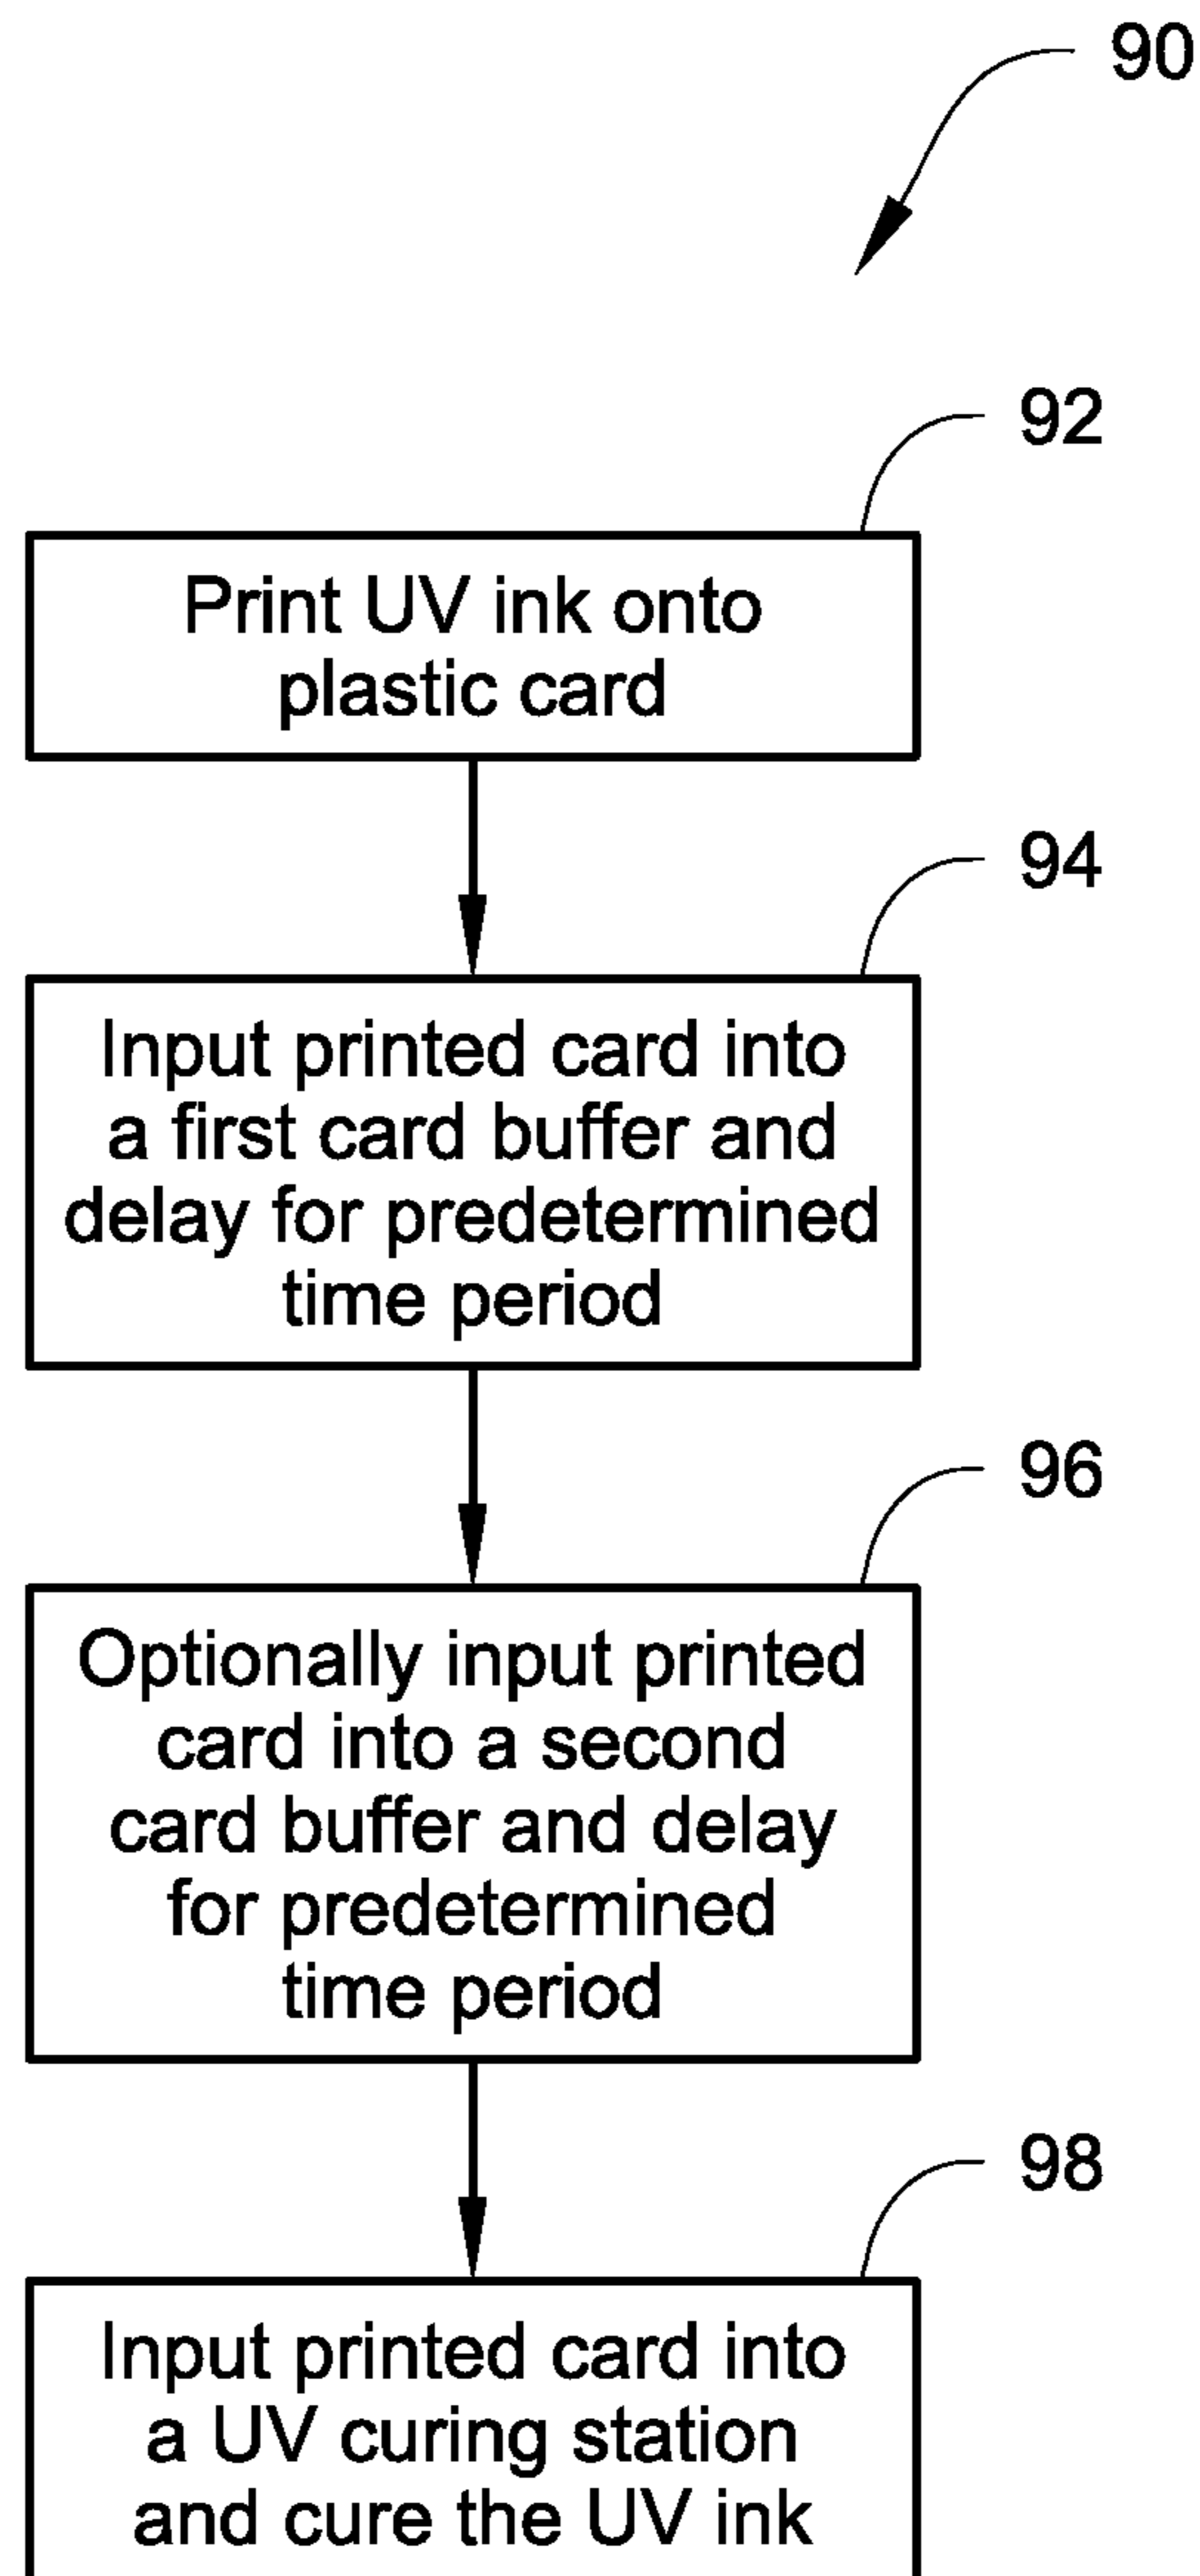 90
92
Print UV ink onto
plastic card
94
Input printed card into
a first card buffer and
delay for predetermined
time period
96
Optionally input printed
card into a second
card buffer and delay
for predetermined
time period
98
Input printed card into
a UV curing station
and cure the UV ink